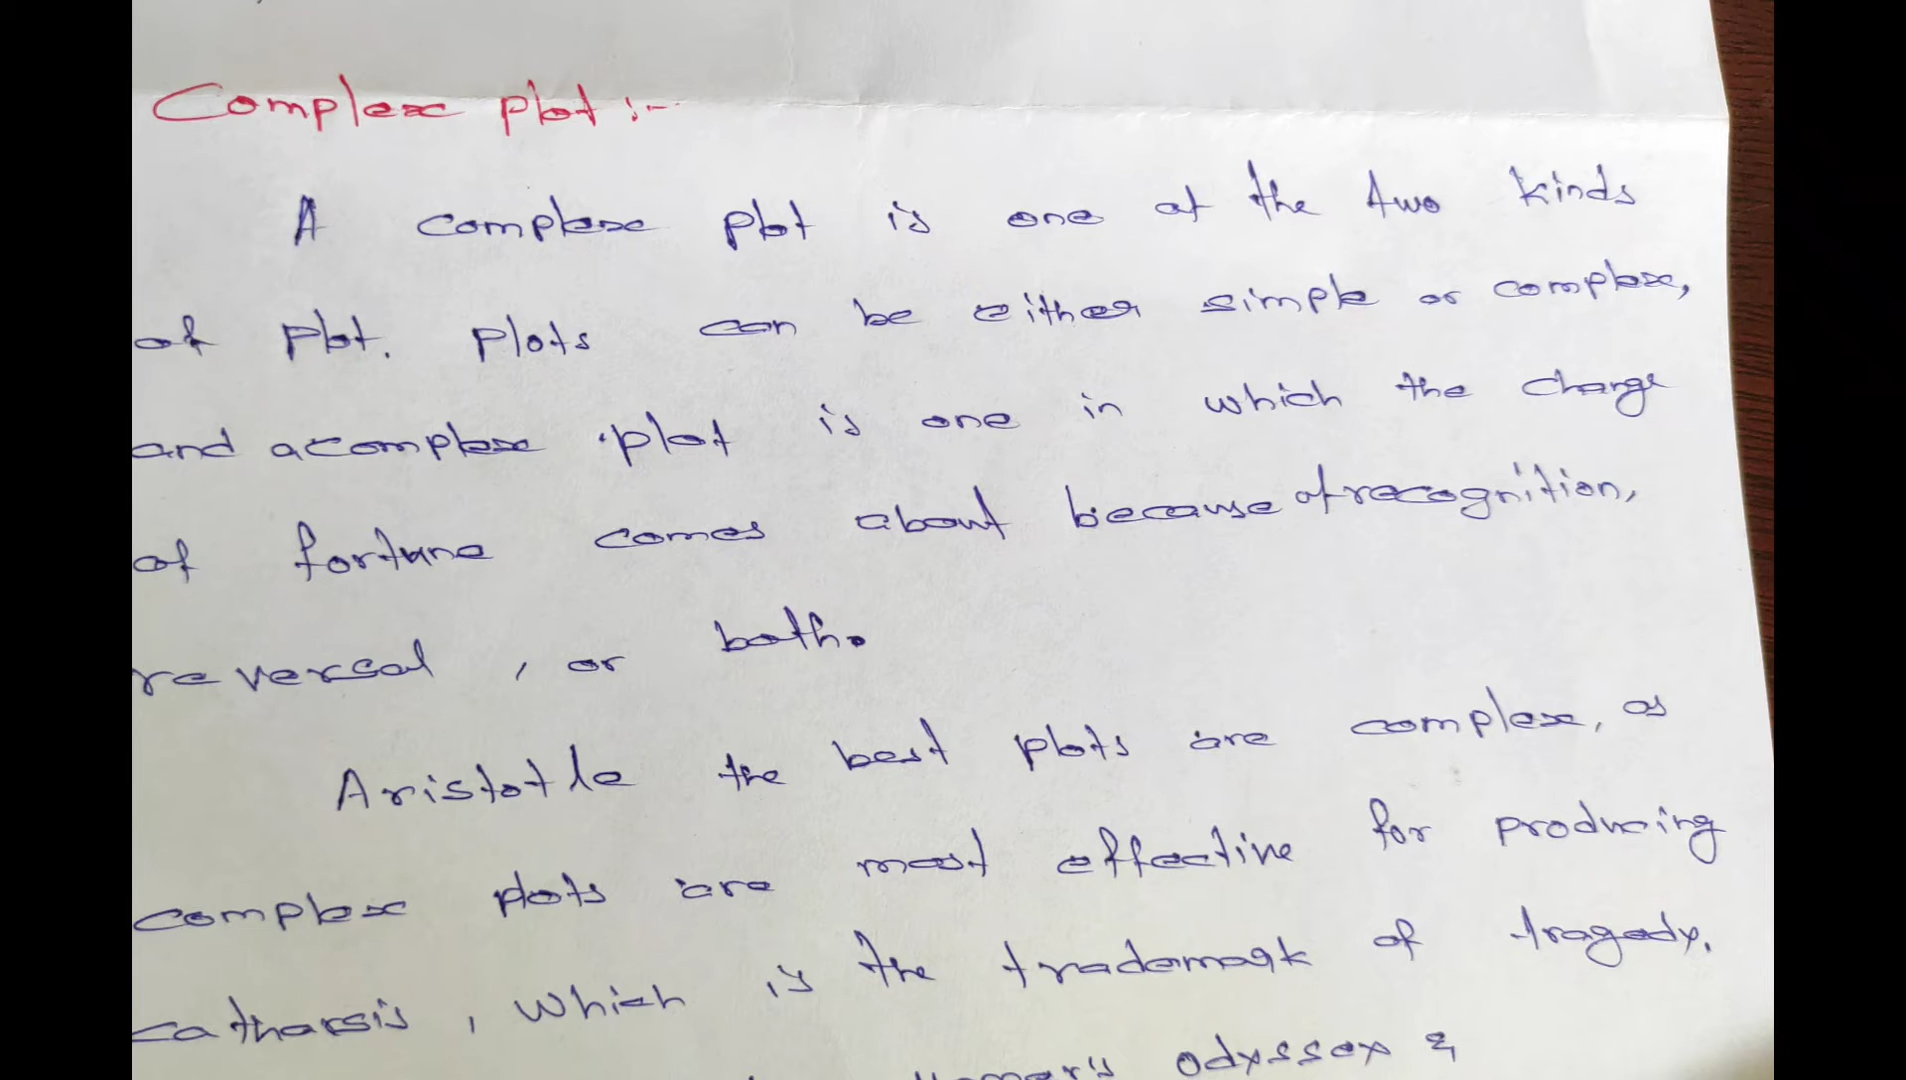 Complex plot :-
A complex plot is one of the two kinds
of plot. Plots can be either simple or complex,
and a complex plot is one in which the change
of fortune comes about because of recognition,
reversal , or both.
Aristotle the best plots are complex, as
complex plots are most effective for producing
catharsis , which is the trademark of tragedy.
Homer's odyssey &